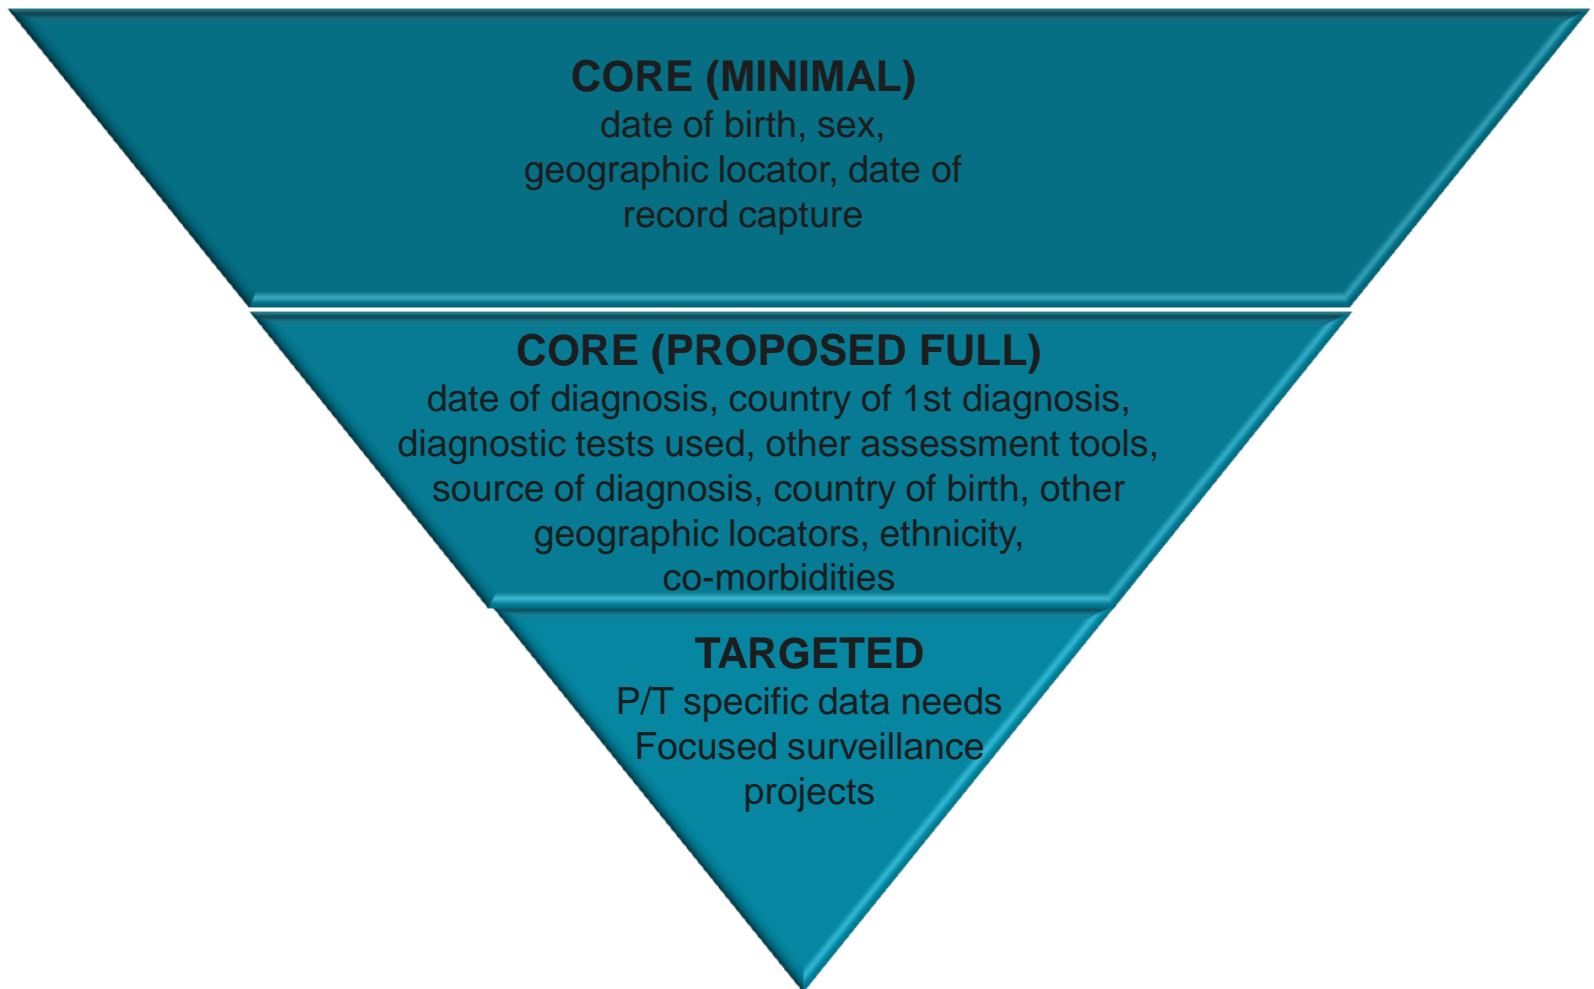 CORE (MINIMAL)
date of birth, sex,
geographic locator, date of
record capture
CORE (PROPOSED FULL)
date of diagnosis, country of 1st diagnosis,
diagnostic tests used, other assessment tools,
source of diagnosis, country of birth, other
geographic locators, ethnicity,
co-morbidities
TARGETED
P/T specific data needs
Focused surveillance
projects